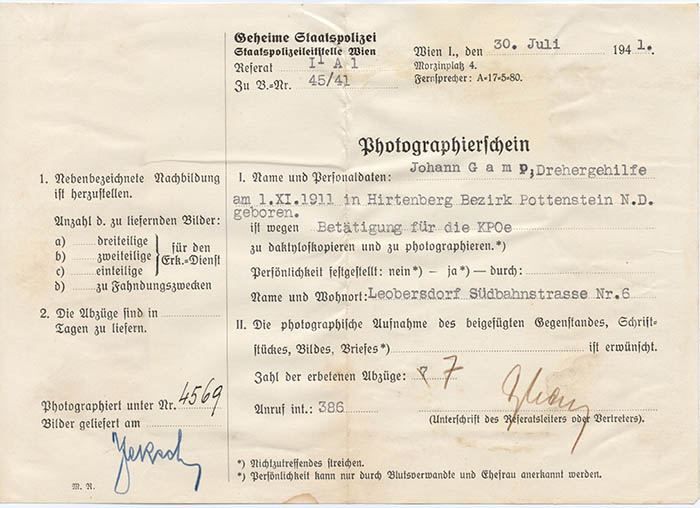 Geheime Staatspolizei
Staatspolizeileitstelle Wien
Referat I A 1
Zu B.=Nr. 45/41
Wien I., den 30. Juli 1941.
Morzinplatz 4.
Fernsprecher: A=17=5=80.
Photographierschein
1. Nebenbezeichnete Nachbildung
ist herzustellen.
Anzahl d. zu liefernden Bilder:
a) dreiteilige
b) zweiteilige
c) einteilige
für den
Erk.=Dienst
d) zu Fahndungszwecken
2. Die Abzüge sind in
Tagen zu liefern.
Photographiert unter Nr. 4569
Bilder geliefert am
M. N.
I. Name und Personaldaten: Johann G a m p, Drehergehilfe
am 1.XI.1911 in Hirtenberg Bezirk Pottenstein N.D.
geboren.
ist wegen Betätigung für die KPOe
zu daktyloskopieren und zu photographieren.*)
Persönlichkeit festgestellt: nein*) – ja*) — durch:
Name und Wohnort: Leobersdorf Südbahnstrasse Nr.6
II. Die photographische Aufnahme des beigefügten Gegenstandes, Schrift=
stückes, Bildes, Briefes*) ist erwünscht.
Zahl der erbetenen Abzüge: 7
Anruf int.: 386
(Unterschrift des Referatsleiters oder Vertreters).
*) Nichtzutreffendes streichen.
*) Persönlichkeit kann nur durch Blutsverwandte und Ehefrau anerkannt werden.